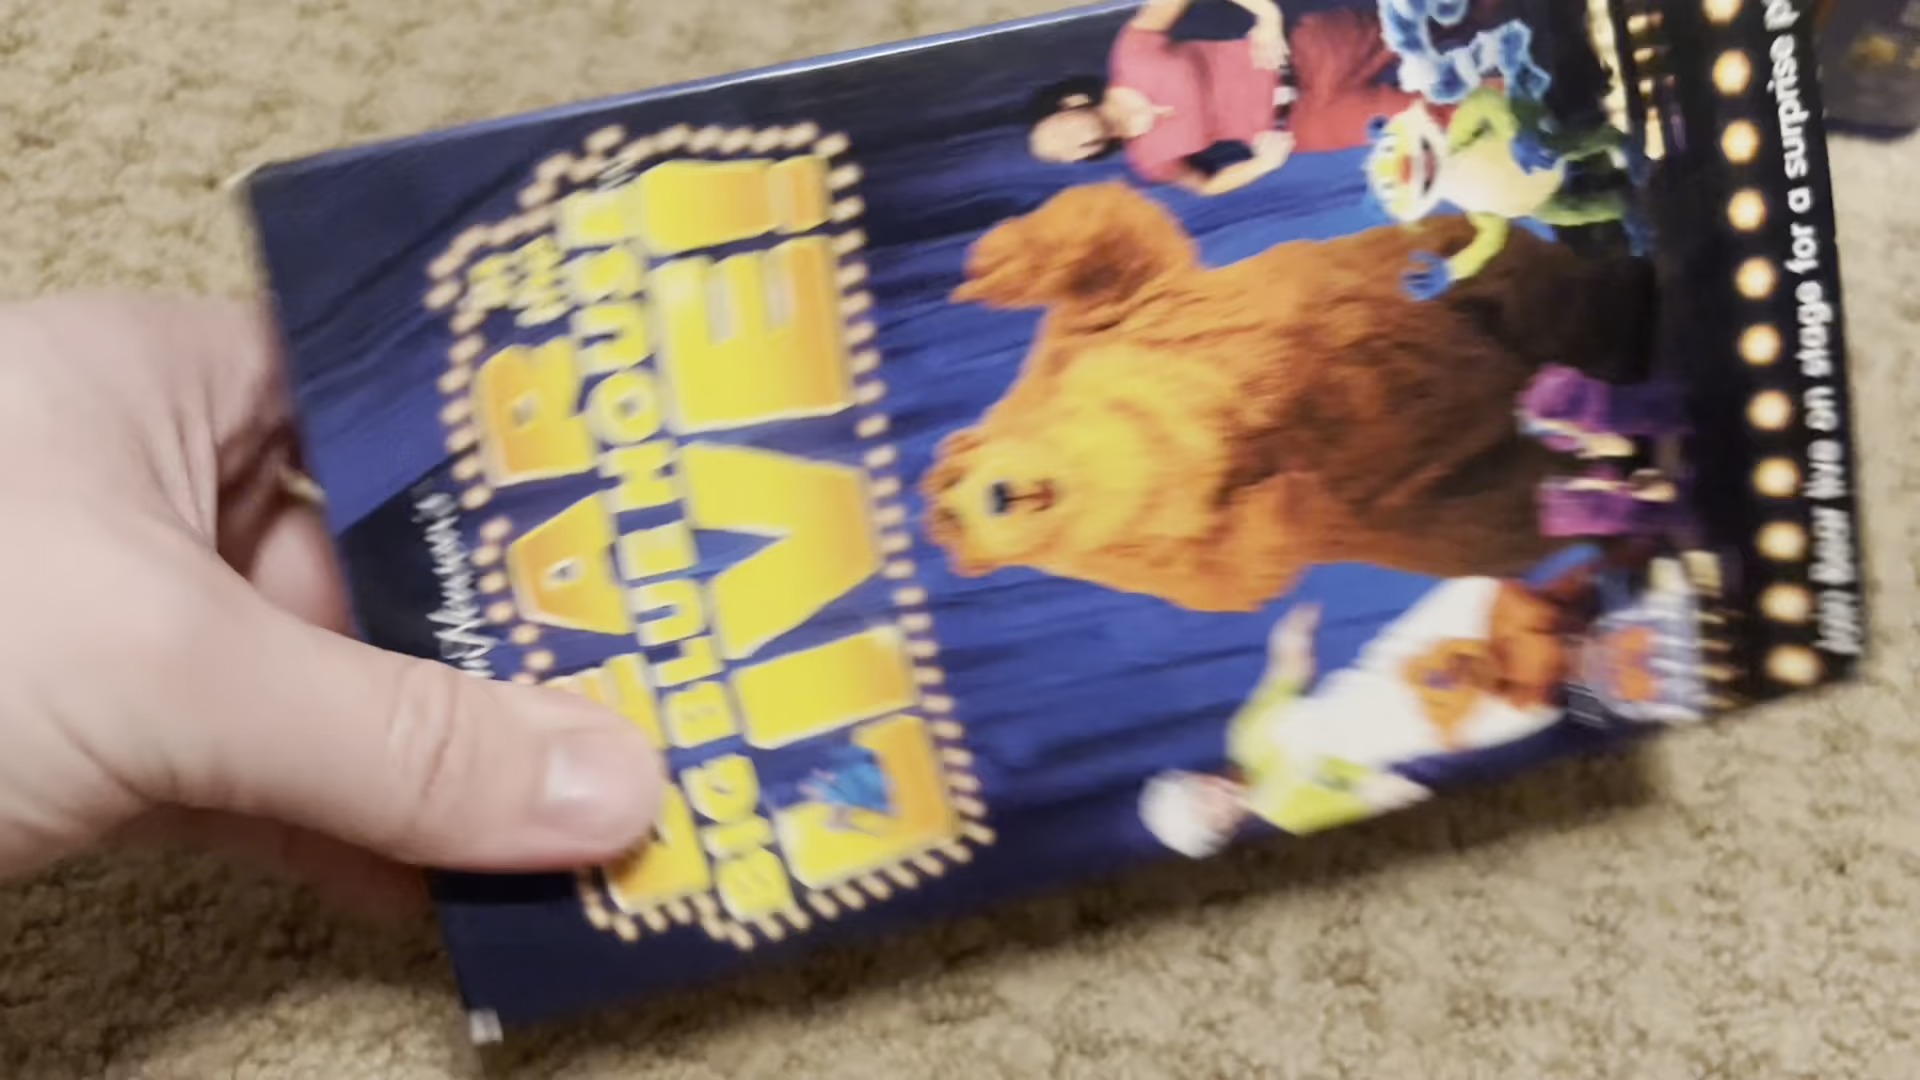 BEAR
IN THE
BIG BLUE HOUSE
LIVE!
Join Bear live on stage for a surprise